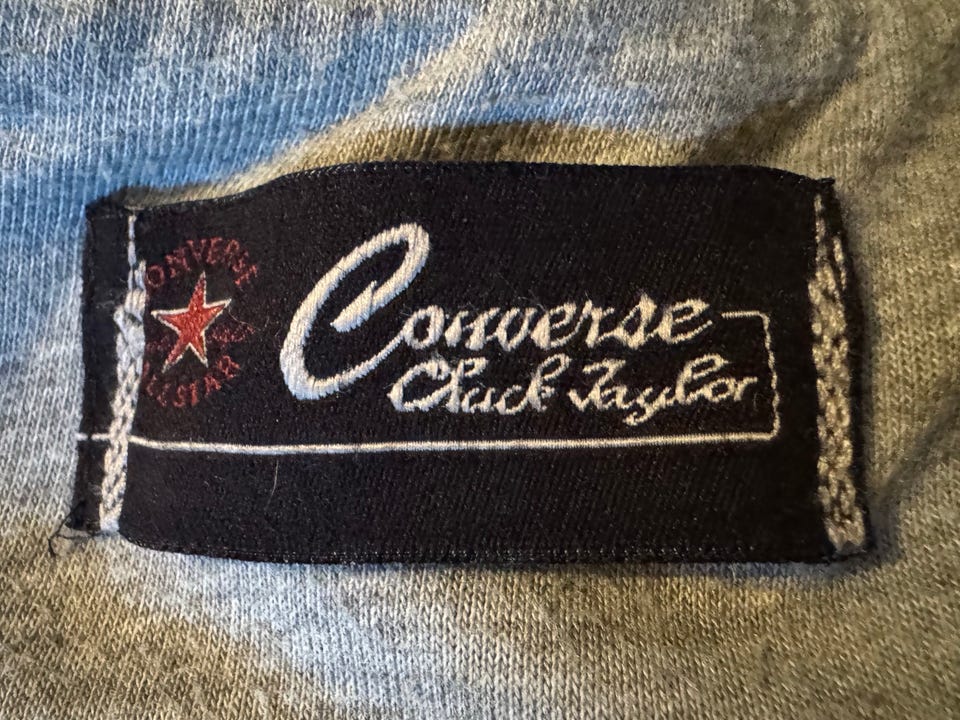 CONVERSE
ALL STAR
Converse
Chuck Taylor